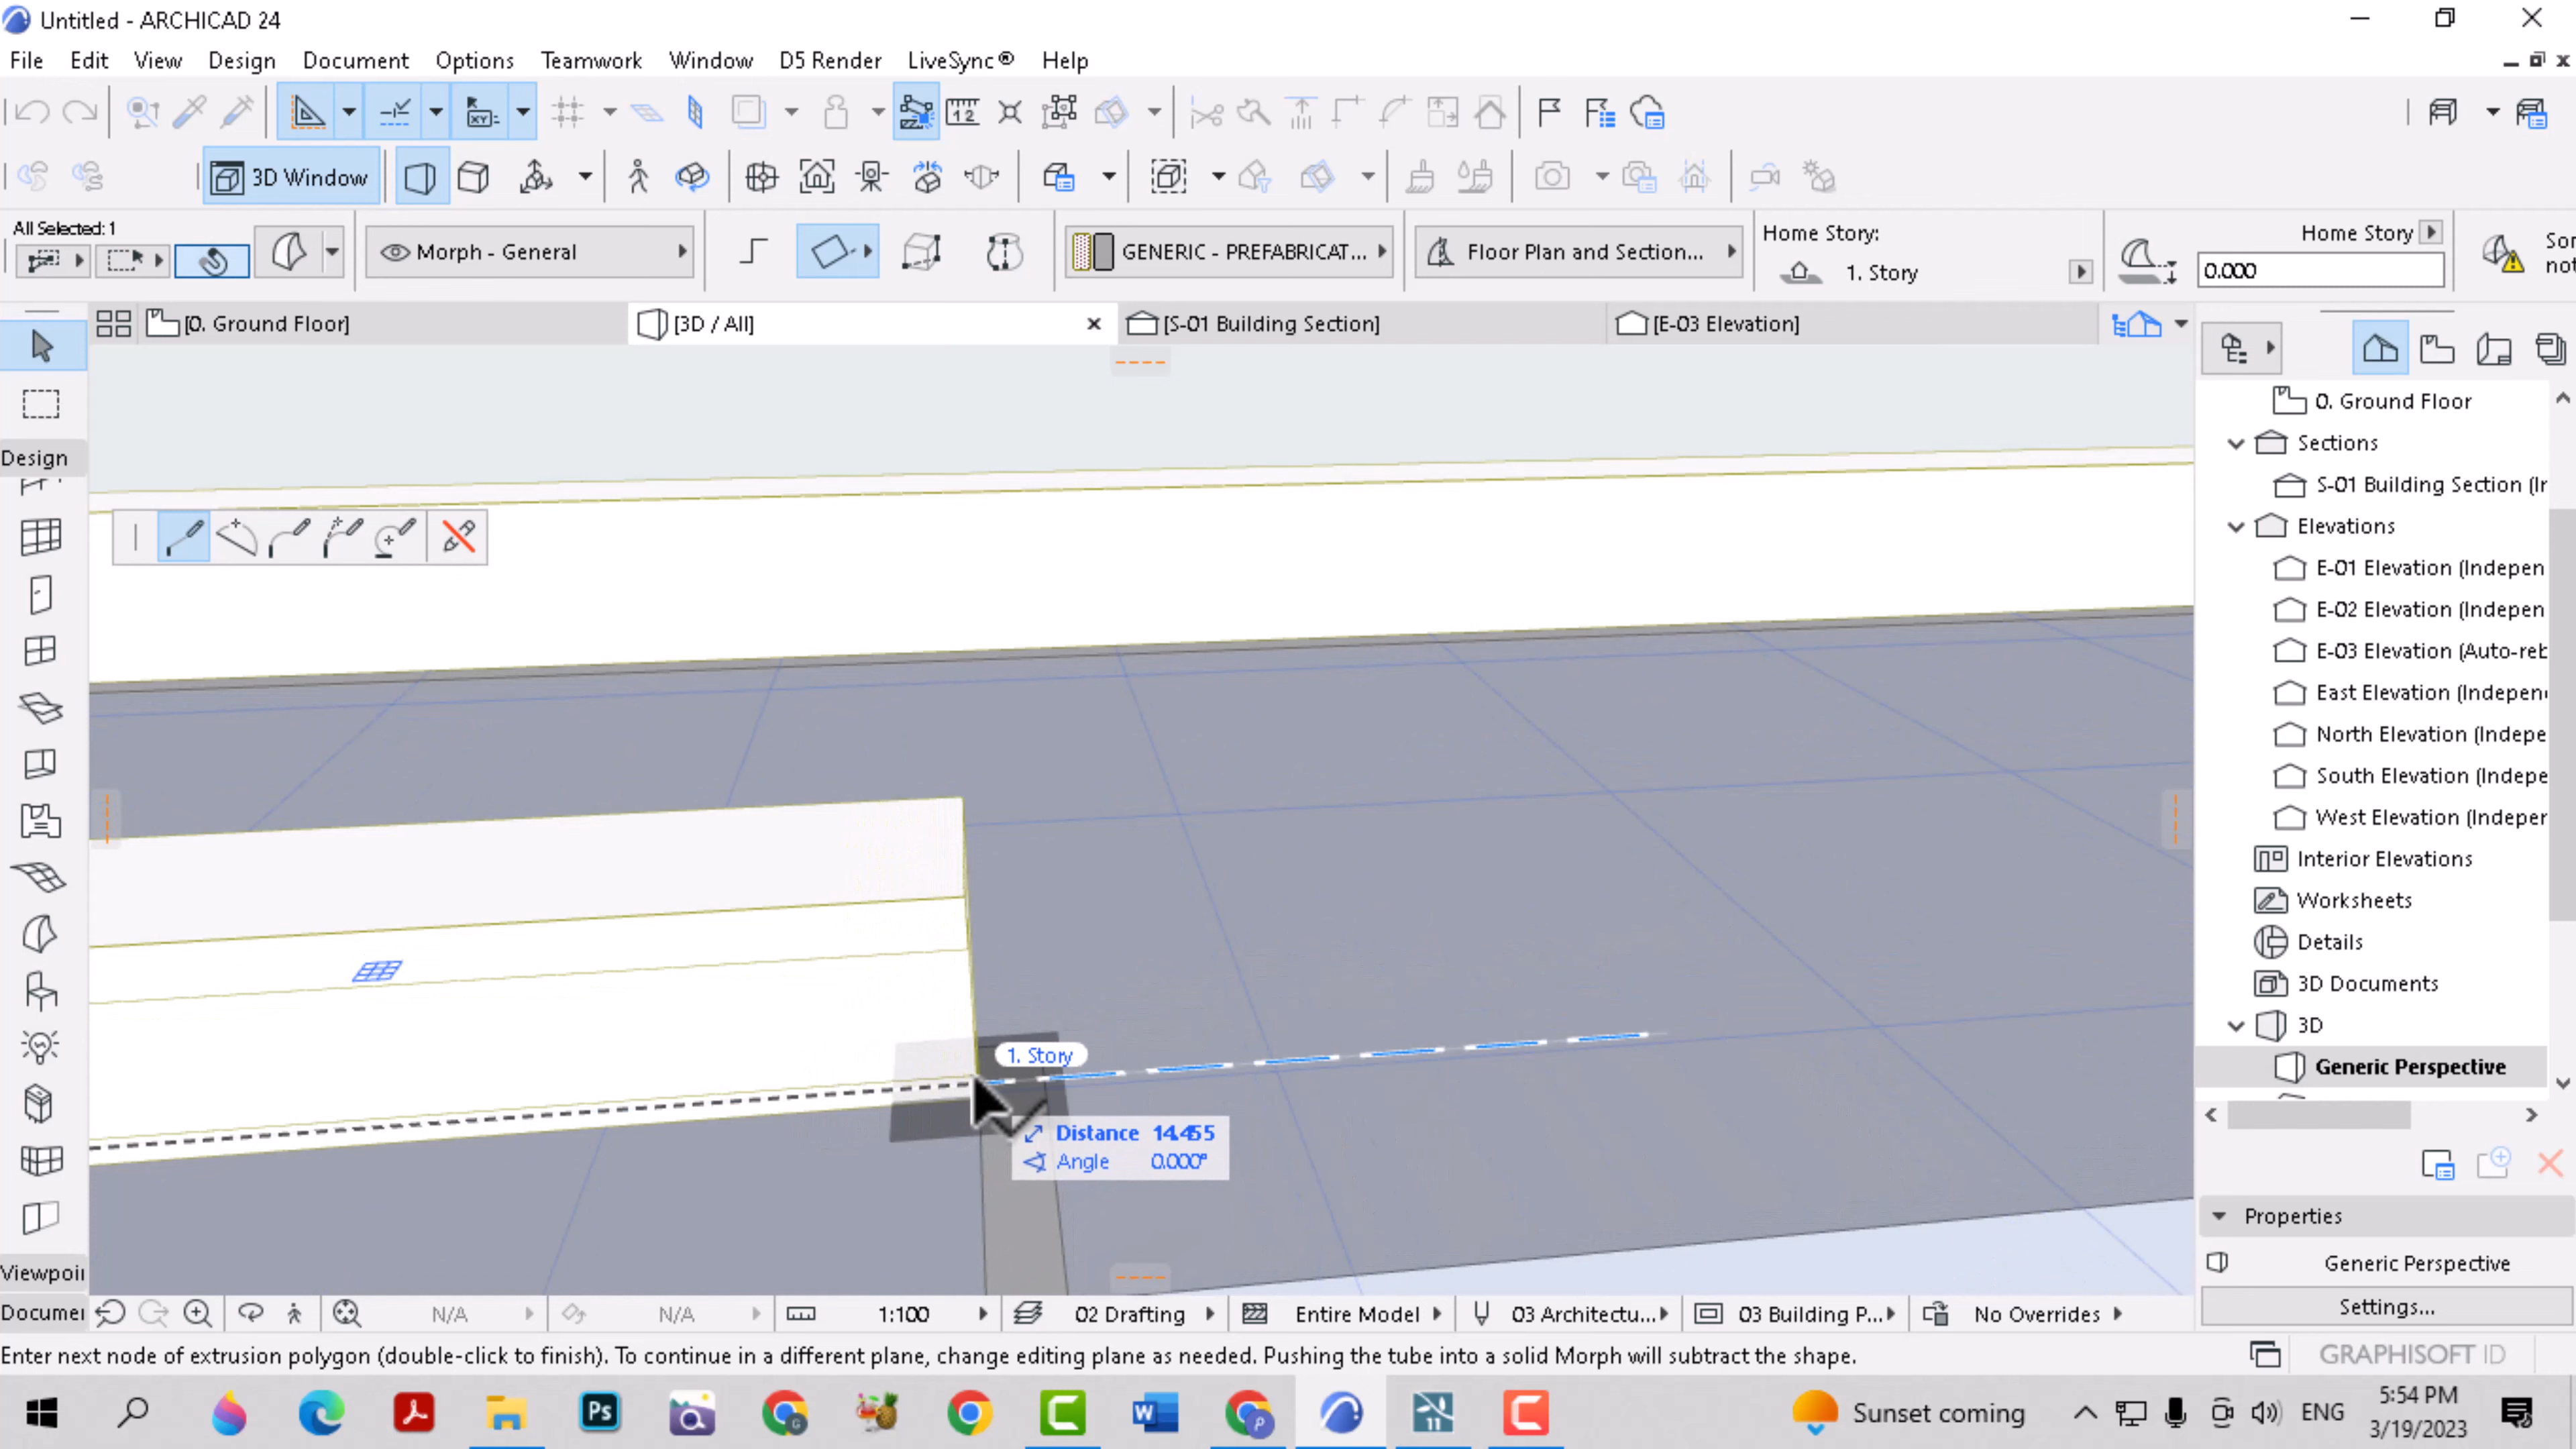 Untitled - ARCHICAD 24
File Edit View Design Document Options Teamwork Window D5 Render LiveSync® Help
3D Window
All Selected: 1
Morph - General
GENERIC - PREFABRICAT...
Floor Plan and Section...
Home Story:
1. Story
Home Story
0.000
Sor
not
[0. Ground Floor]
[3D / All]
[S-01 Building Section]
[E-03 Elevation]
Design
0. Ground Floor
Sections
S-01 Building Section (Ir
Elevations
E-01 Elevation (Indepen
E-02 Elevation (Indepen
E-03 Elevation (Auto-reb
East Elevation (Indepen
North Elevation (Indepe
South Elevation (Indepe
West Elevation (Indeper
Interior Elevations
Worksheets
Details
3D Documents
3D
Generic Perspective
1. Story
Distance 14.455
Angle 0.000°
Properties
Generic Perspective
Settings...
Viewpoi
Documer
N/A
N/A
1:100
02 Drafting
Entire Model
03 Architectu...
03 Building P...
No Overrides
Enter next node of extrusion polygon (double-click to finish). To continue in a different plane, change editing plane as needed. Pushing the tube into a solid Morph will subtract the shape.
GRAPHISOFT ID
Sunset coming
ENG
5:54 PM
3/19/2023